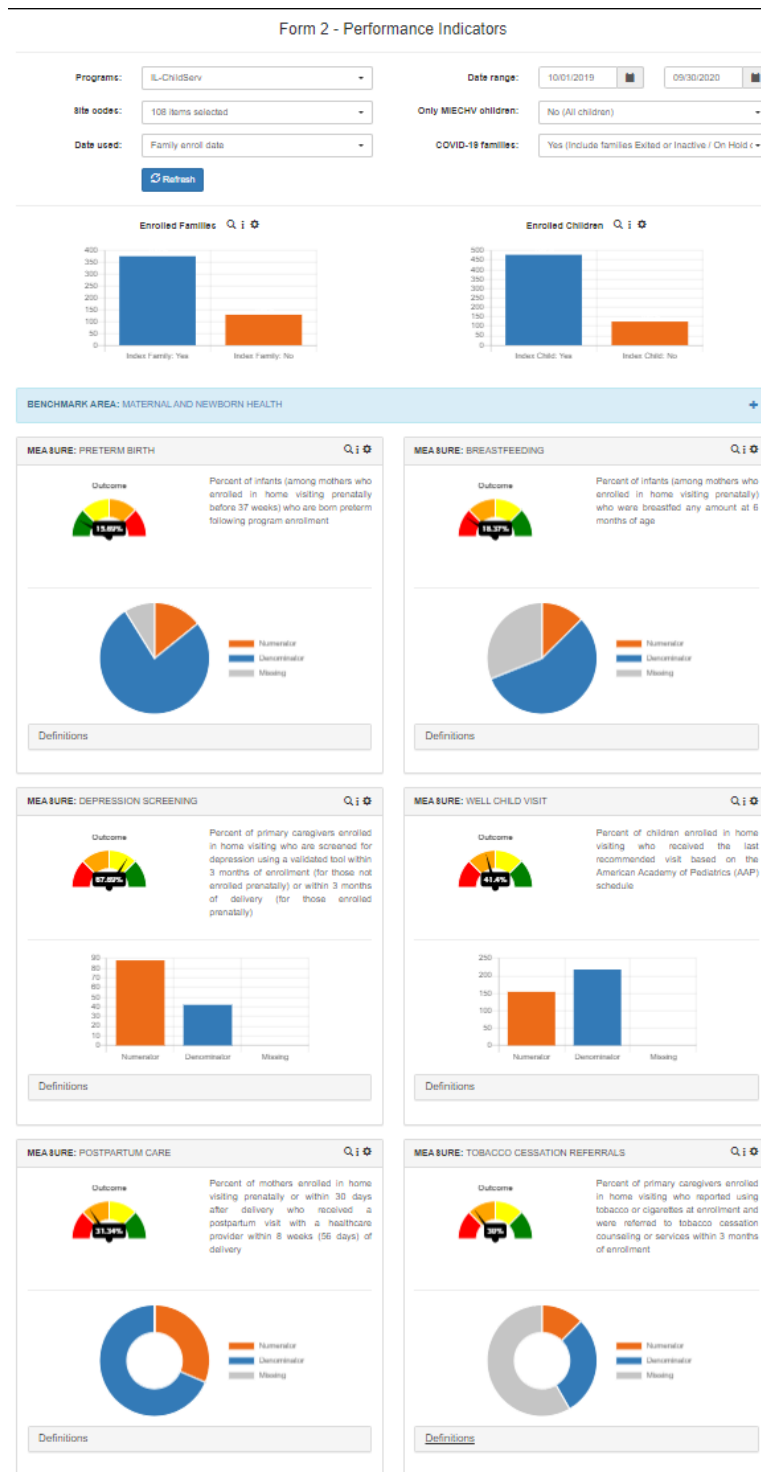 Form 2 - Performance Indicators
Programs: IL-ChildServ
Date range: 10/01/2019 09/30/2020
Site codes: 108 items selected
Only MIECHV children: No (All children)
Date used: Family enrol date
COVID-19 families: Yes (Include families Exited or Inactive / On Hold
Refresh
Enrolled Families
400
350
300
250
200
150
100
50
0
Index Family: Yes
Index Family: No
Enrolled Children
500
450
400
350
300
250
200
150
100
50
0
Index Child: Yes
Index Child: No
BENCHMARK AREA: MATERNAL AND NEWBORN HEALTH
MEASURE: PRETERM BIRTH
Outcome
15.89%
Percent of infants (among mothers who
enrolled in home visiting prenatally
before 37 weeks) who are born preterm
following program enrollment
Numerator
Denominator
Missing
Definitions
MEASURE: BREASTFEEDING
Outcome
18.37%
Percent of infants (among mothers who
enrolled in home visiting prenatally)
who were breastfed any amount at 6
months of age
Numerator
Denominator
Missing
Definitions
MEASURE: DEPRESSION SCREENING
Outcome
67.69%
Percent of primary caregivers enrolled
in home visiting who are screened for
depression using a validated tool within
3 months of enrollment (for those not
enrolled prenatally) or within 3 months
of delivery (for those enrolled
prenatally)
90
80
70
60
50
40
30
20
10
0
Numerator
Denominator
Missing
Definitions
MEASURE: WELL CHILD VISIT
Outcome
41.4%
Percent of children enrolled in home
visiting who received the last
recommended visit based on the
American Academy of Pediatrics (AAP)
schedule
250
200
150
100
50
0
Numerator
Denominator
Missing
Definitions
MEASURE: POSTPARTUM CARE
Outcome
31.34%
Percent of mothers enrolled in home
visiting prenatally or within 30 days
after delivery who received a
postpartum visit with a healthcare
provider within 8 weeks (56 days) of
delivery
Numerator
Denominator
Missing
Definitions
MEASURE: TOBACCO CESSATION REFERRALS
Outcome
30%
Percent of primary caregivers enrolled
in home visiting who reported using
tobacco or cigarettes at enrollment and
were referred to tobacco cessation
counseling or services within 3 months
of enrollment
Numerator
Denominator
Missing
Definitions